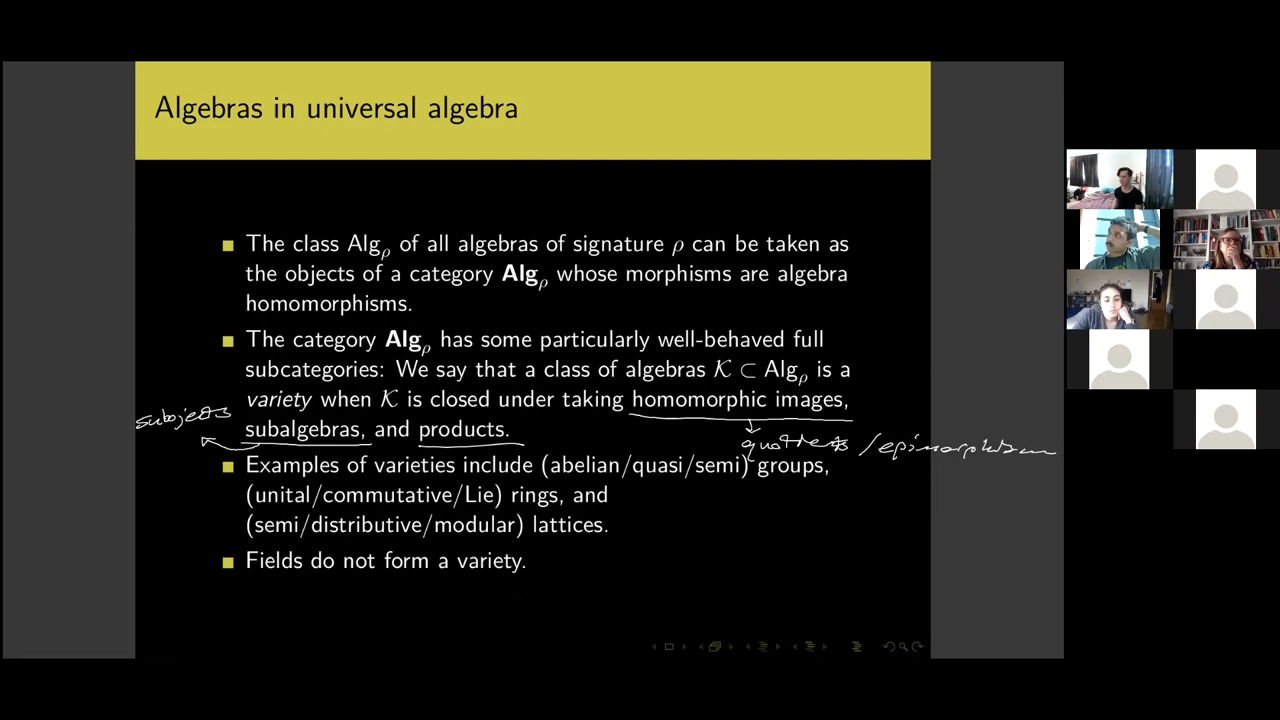 Algebras in universal algebra
The class Alg_ρ of all algebras of signature ρ can be taken as
the objects of a category Alg_ρ whose morphisms are algebra
homomorphisms.
The category Alg_ρ has some particularly well-behaved full
subcategories: We say that a class of algebras 𝒦 ⊂ Alg_ρ is a
variety when 𝒦 is closed under taking homomorphic images,
subobjects
subalgebras, and products.
quotients / epimorphism
Examples of varieties include (abelian/quasi/semi) groups,
(unital/commutative/Lie) rings, and
(semi/distributive/modular) lattices.
Fields do not form a variety.